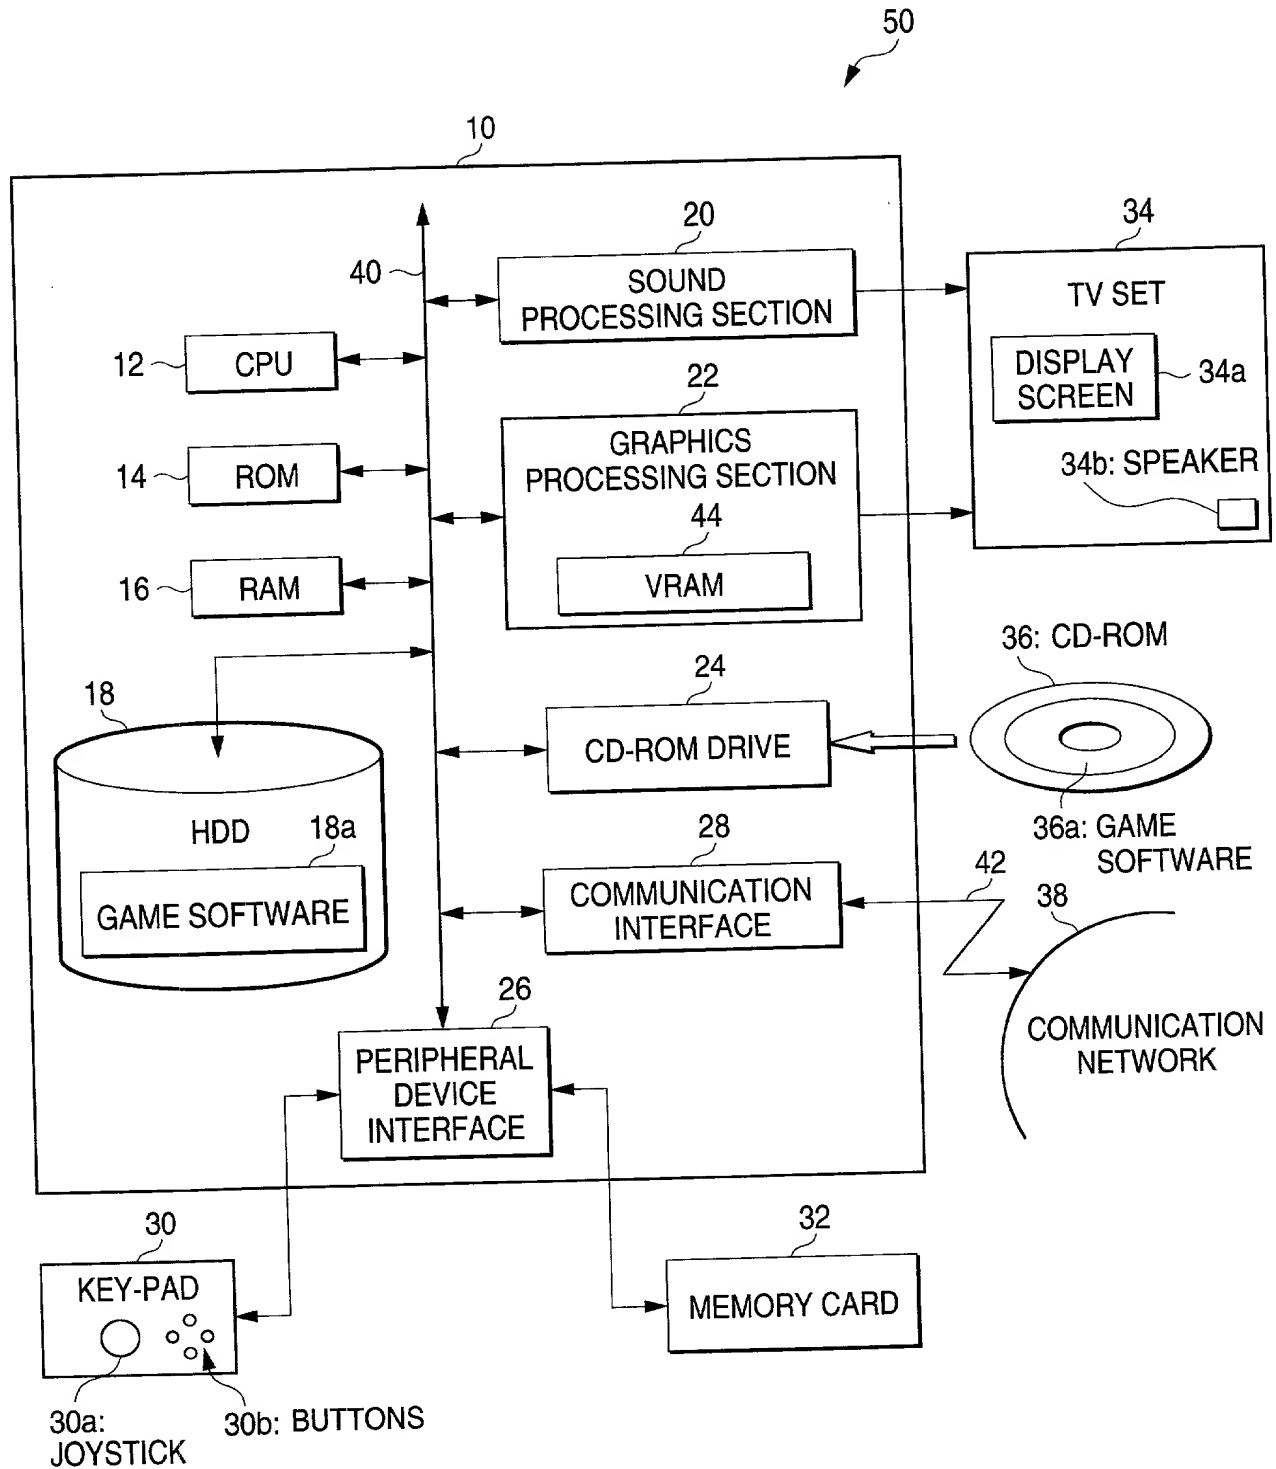 50
10
20
34
40
SOUND
PROCESSING SECTION
TV SET
12
CPU
DISPLAY
SCREEN
34a
22
14
ROM
GRAPHICS
PROCESSING SECTION
34b: SPEAKER
44
16
RAM
VRAM
36: CD-ROM
18
24
CD-ROM DRIVE
HDD
18a
GAME SOFTWARE
28
36a: GAME
SOFTWARE
COMMUNICATION
INTERFACE
42
38
26
COMMUNICATION
NETWORK
PERIPHERAL
DEVICE
INTERFACE
30
KEY-PAD
32
MEMORY CARD
30a:
JOYSTICK
30b: BUTTONS